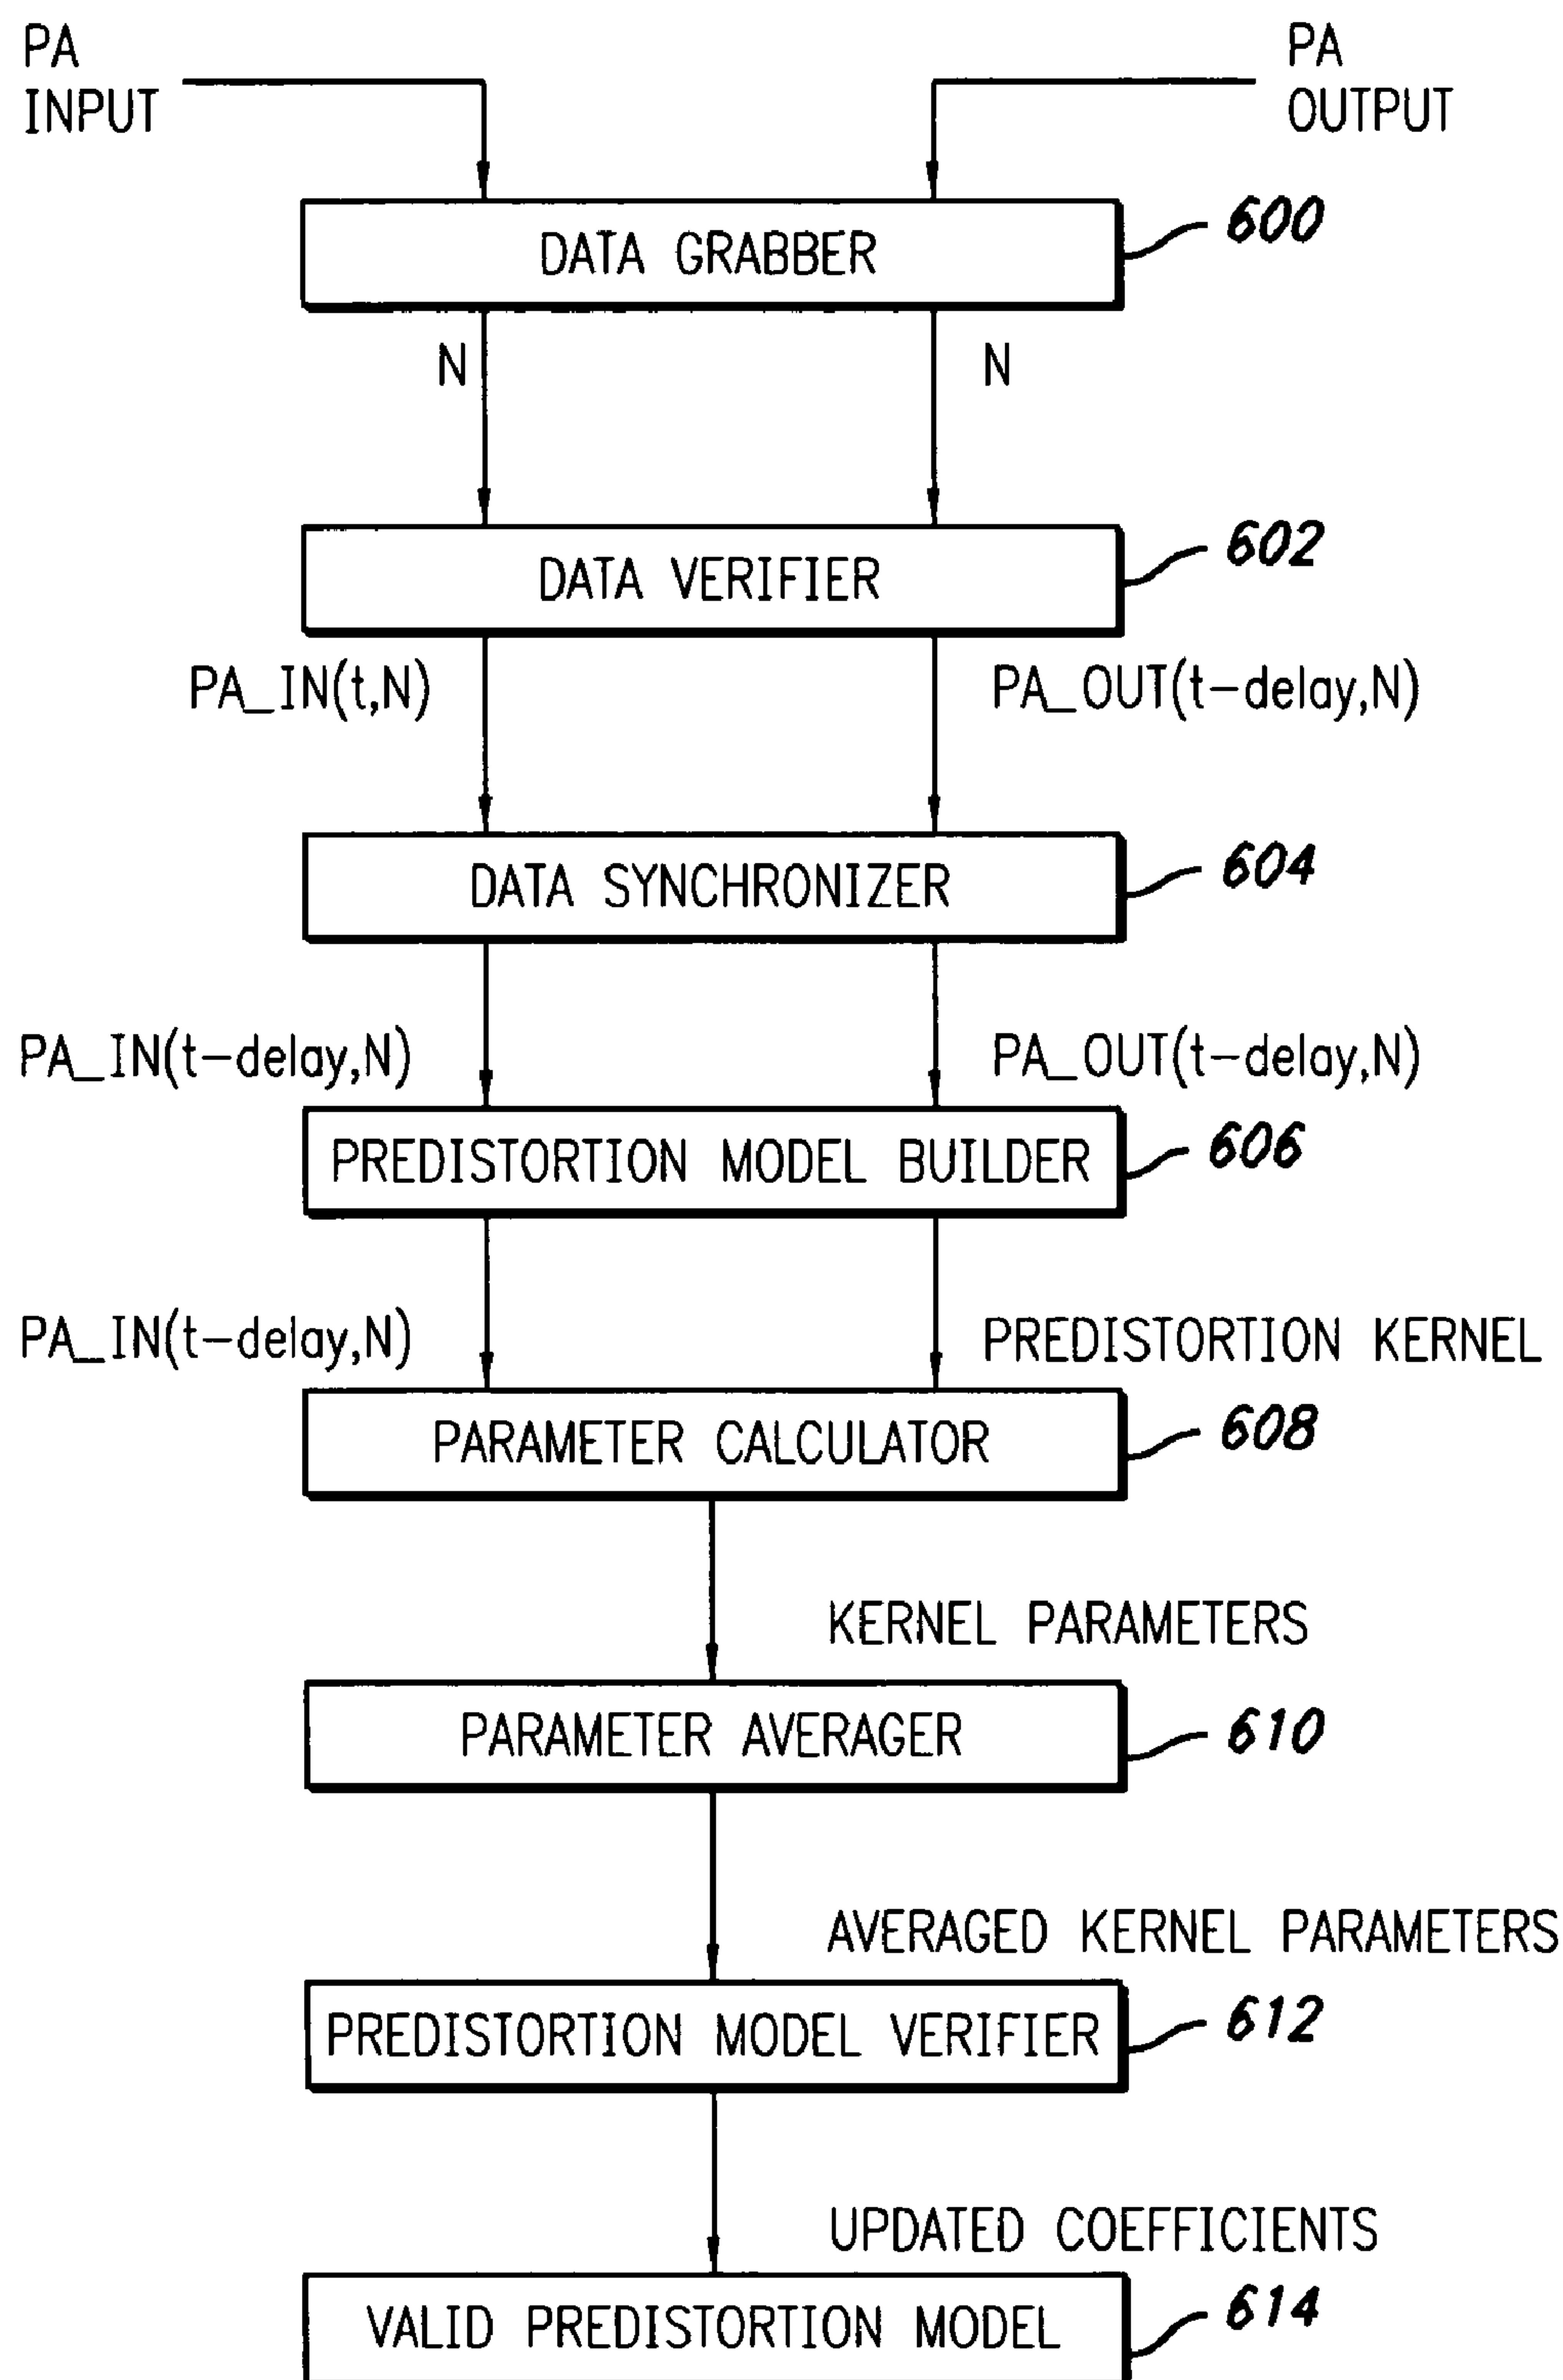 PA
INPUT
PA
OUTPUT
DATA GRABBER
600
N
N
DATA VERIFIER
602
PA_IN(t,N)
PA_OUT(t-delay,N)
DATA SYNCHRONIZER
604
PA_IN(t-delay,N)
PA_OUT(t-delay,N)
PREDISTORTION MODEL BUILDER
606
PA_IN(t-delay,N)
PREDISTORTION KERNEL
PARAMETER CALCULATOR
608
KERNEL PARAMETERS
PARAMETER AVERAGER
610
AVERAGED KERNEL PARAMETERS
PREDISTORTION MODEL VERIFIER
612
UPDATED COEFFICIENTS
VALID PREDISTORTION MODEL
614